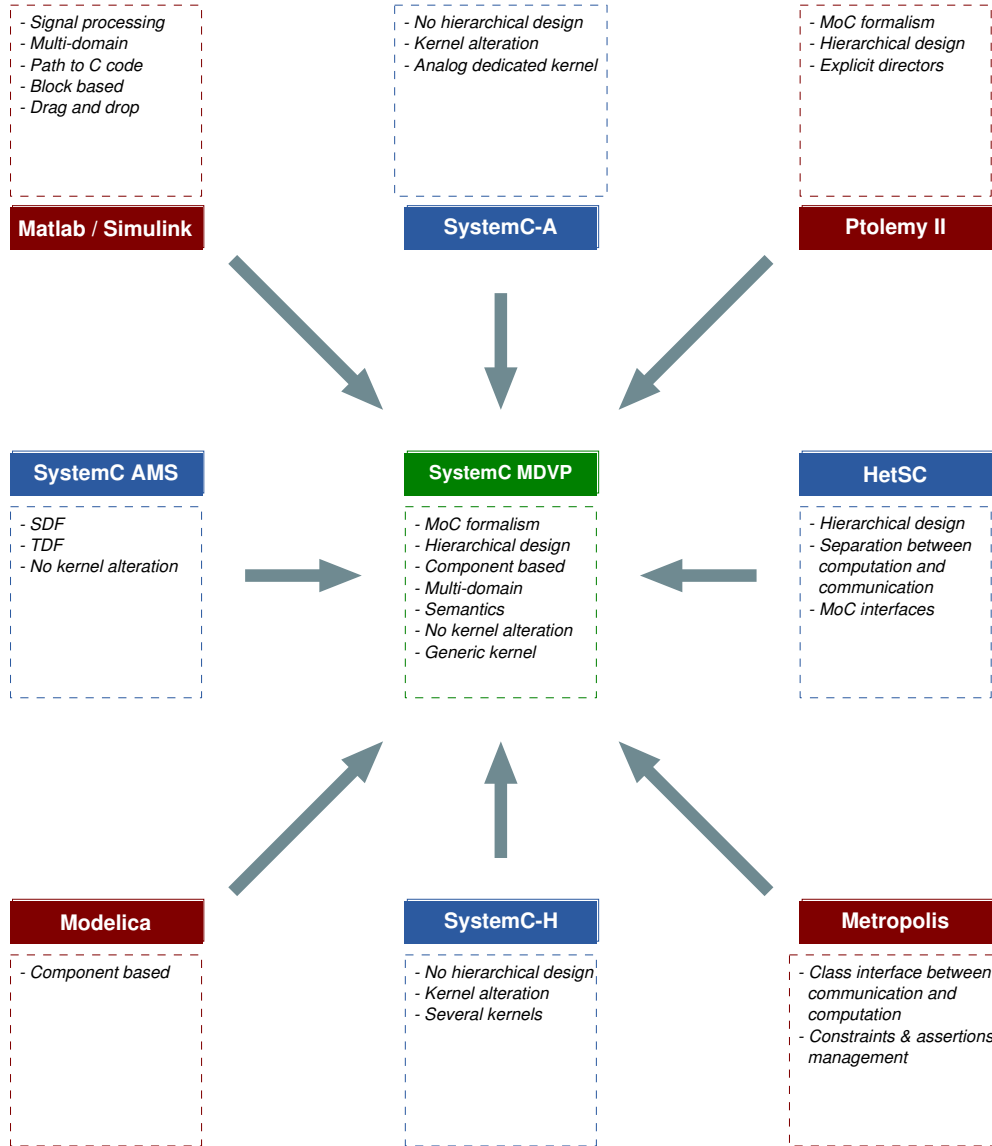 - Signal processing
- Multi-domain
- Path to C code
- Block based
- Drag and drop
Matlab / Simulink
- No hierarchical design
- Kernel alteration
- Analog dedicated kernel
SystemC-A
- MoC formalism
- Hierarchical design
- Explicit directors
Ptolemy II
SystemC AMS
- SDF
- TDF
- No kernel alteration
SystemC MDVP
- MoC formalism
- Hierarchical design
- Component based
- Multi-domain
- Semantics
- No kernel alteration
- Generic kernel
HetSC
- Hierarchical design
- Separation between
computation and
communication
- MoC interfaces
Modelica
- Component based
SystemC-H
- No hierarchical design
- Kernel alteration
- Several kernels
Metropolis
- Class interface between
communication and
computation
- Constraints & assertions
management